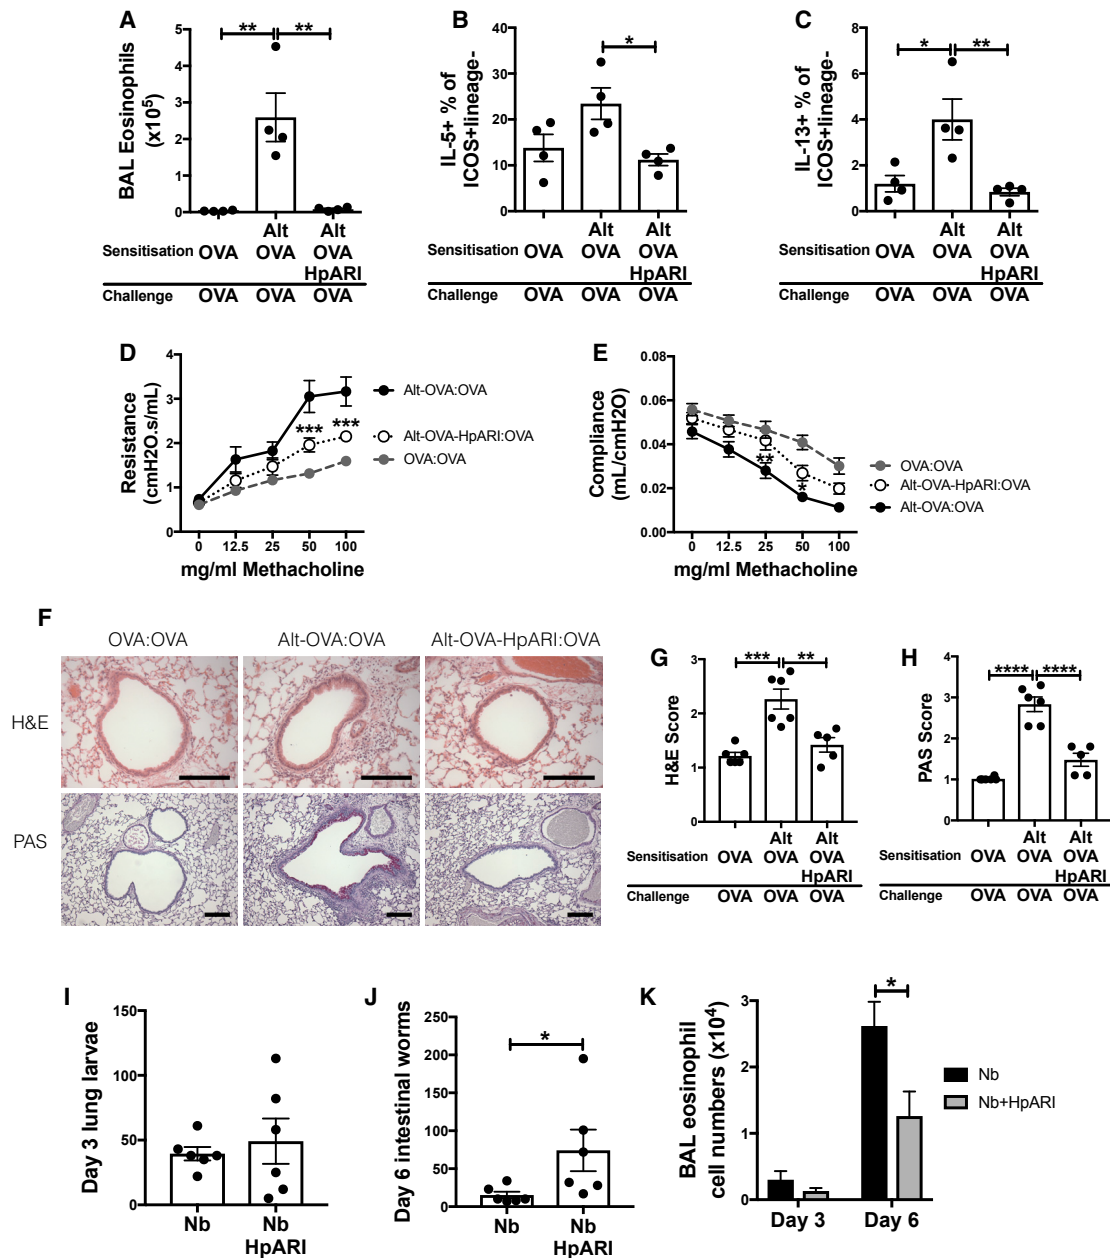 A
BAL Eosinophils
(x10⁵)
5
4
3
2
1
0
** **
Alt Alt
Sensitisation OVA OVA OVA
HpARI
Challenge OVA OVA OVA
B
IL-5+ % of
ICOS+lineage-
40
30
20
10
0
*
Alt Alt
OVA OVA OVA
HpARI
OVA OVA OVA
C
IL-13+ % of
ICOS+lineage-
8
6
4
2
0
* **
Alt Alt
OVA OVA OVA
HpARI
OVA OVA OVA
D
Resistance
(cmH2O.s/mL)
4
3
2
1
0
*** ***
0 12.5 25 50 100
mg/ml Methacholine
Alt-OVA:OVA
Alt-OVA-HpARI:OVA
OVA:OVA
E
Compliance
(mL/cmH2O)
0.08
0.06
0.04
0.02
0.00
** *
0 12.5 25 50 100
mg/ml Methacholine
OVA:OVA
Alt-OVA-HpARI:OVA
Alt-OVA:OVA
F
OVA:OVA Alt-OVA:OVA Alt-OVA-HpARI:OVA
H&E
PAS
G
H&E Score
3
2
1
0
*** **
Alt Alt
Sensitisation OVA OVA OVA
HpARI
Challenge OVA OVA OVA
H
PAS Score
4
3
2
1
0
**** ****
Alt Alt
Sensitisation OVA OVA OVA
HpARI
Challenge OVA OVA OVA
I
Day 3 lung larvae
150
100
50
0
Nb Nb
HpARI
J
Day 6 intestinal worms
250
200
150
100
50
0
*
Nb Nb
HpARI
K
BAL eosinophil
cell numbers (x10⁴)
3
2
1
0
*
Day 3 Day 6
Nb
Nb+HpARI